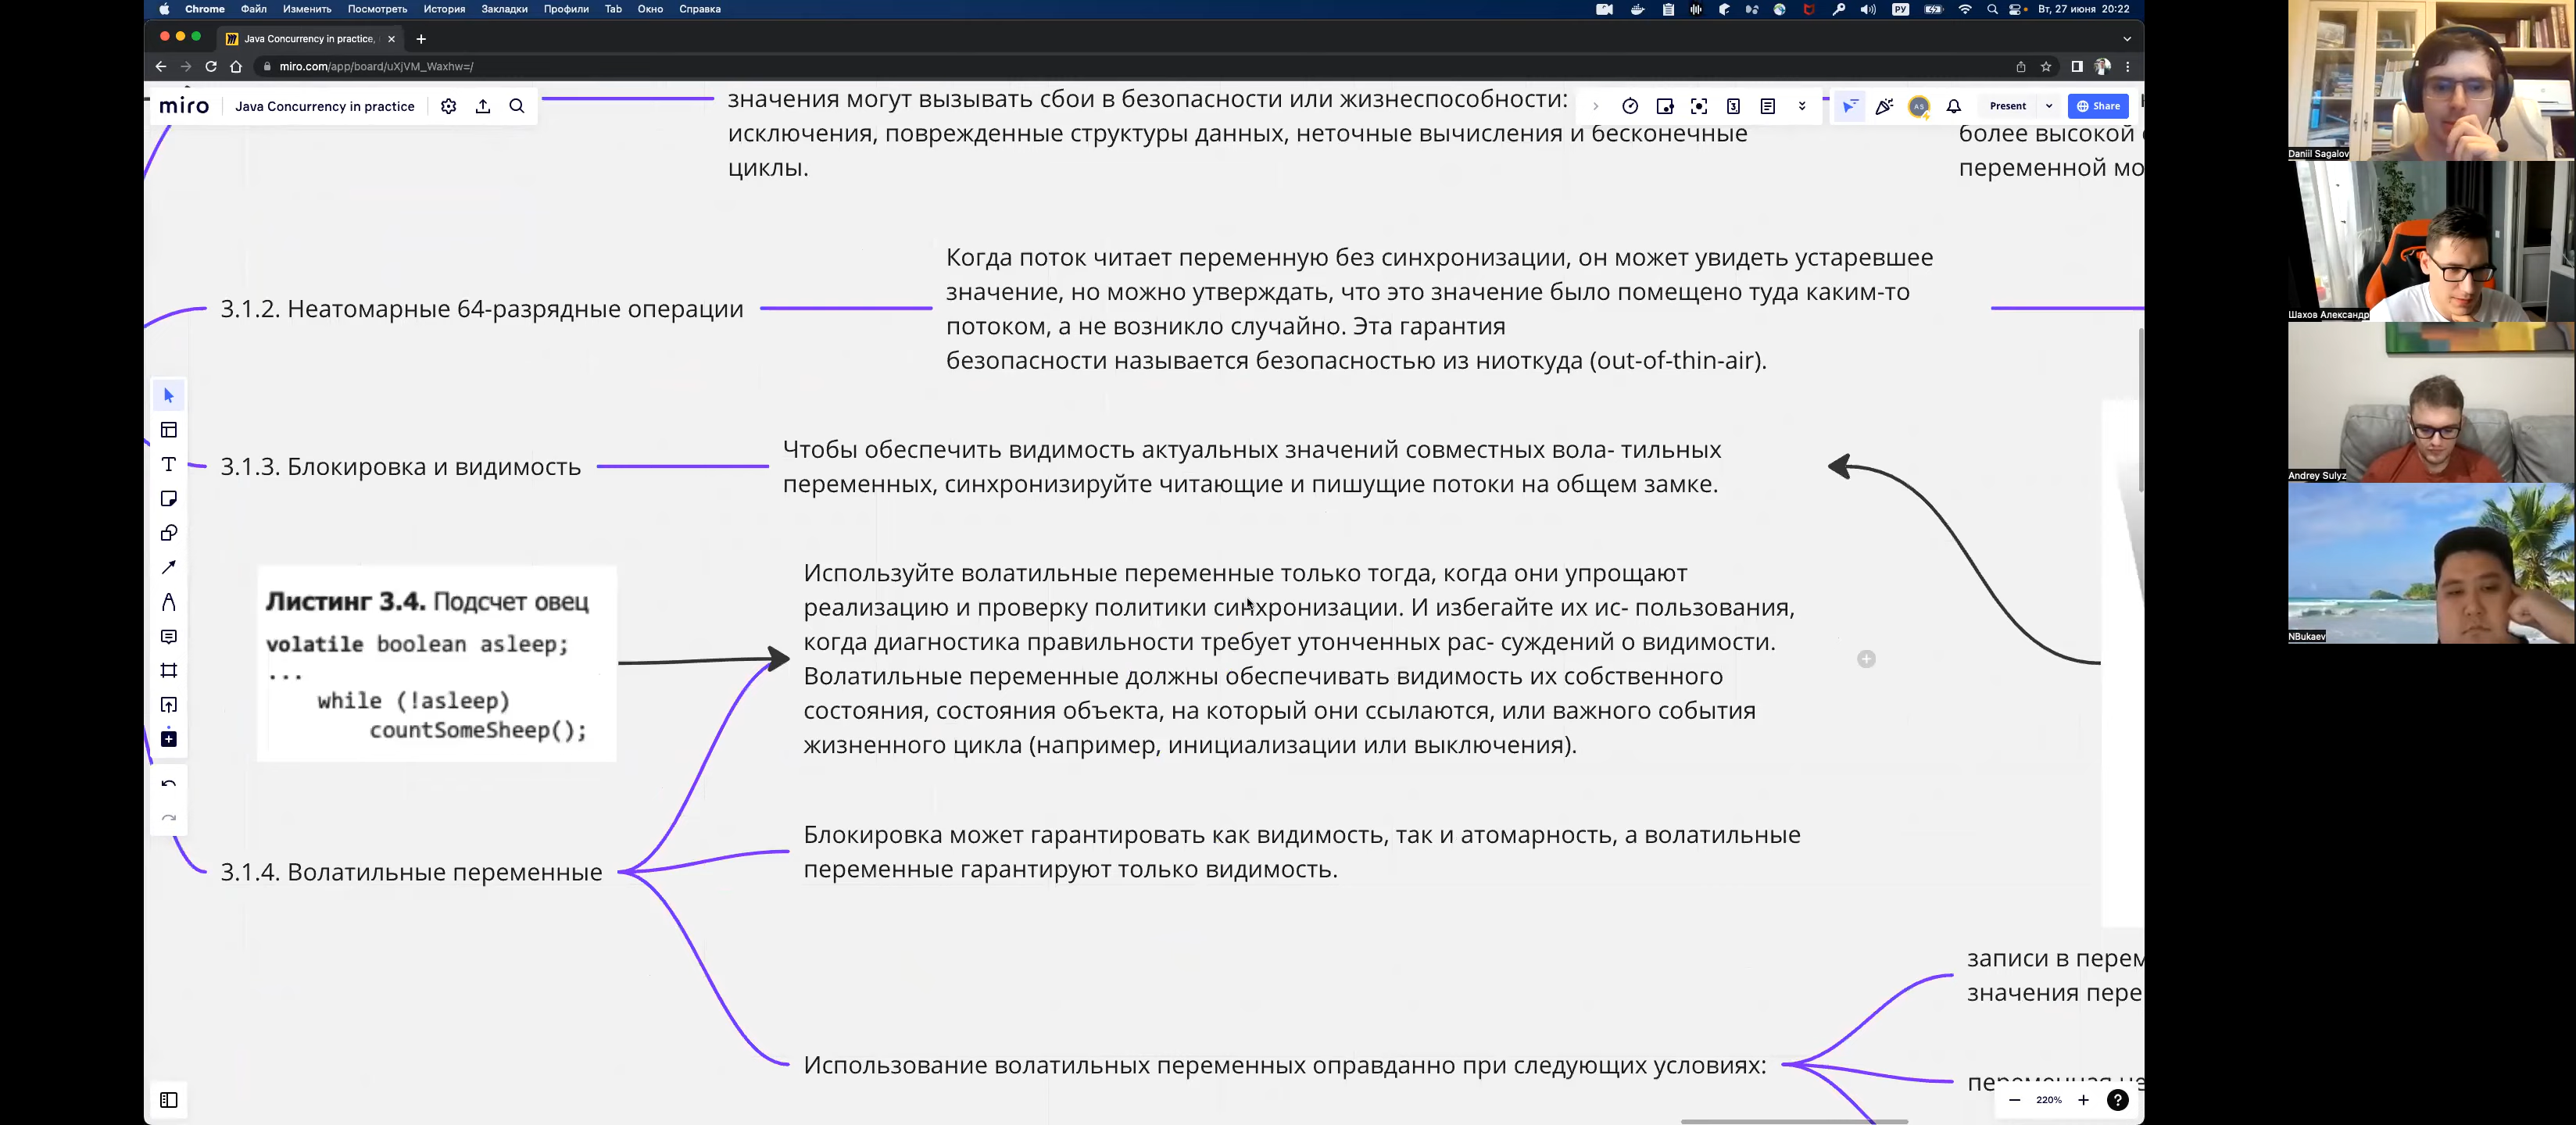 Chrome Файл Изменить Посмотреть История Закладки Профили Tab Окно Справка
РУ Вт, 27 июня 20:22
Java Concurrency in practice,
miro.com/app/board/uXjVM_Waxhw=/
miro Java Concurrency in practice
AS Present Share
значения могут вызывать сбои в безопасности или жизнеспособности:
исключения, поврежденные структуры данных, неточные вычисления и бесконечные
циклы.
более высокой
переменной мо
3.1.2. Неатомарные 64-разрядные операции
Когда поток читает переменную без синхронизации, он может увидеть устаревшее
значение, но можно утверждать, что это значение было помещено туда каким-то
потоком, а не возникло случайно. Эта гарантия
безопасности называется безопасностью из ниоткуда (out-of-thin-air).
3.1.3. Блокировка и видимость
Чтобы обеспечить видимость актуальных значений совместных вола- тильных
переменных, синхронизируйте читающие и пишущие потоки на общем замке.
Листинг 3.4. Подсчет овец
volatile boolean asleep;
...
while (!asleep)
countSomeSheep();
Используйте волатильные переменные только тогда, когда они упрощают
реализацию и проверку политики синхронизации. И избегайте их ис- пользования,
когда диагностика правильности требует утонченных рас- суждений о видимости.
Волатильные переменные должны обеспечивать видимость их собственного
состояния, состояния объекта, на который они ссылаются, или важного события
жизненного цикла (например, инициализации или выключения).
3.1.4. Волатильные переменные
Блокировка может гарантировать как видимость, так и атомарность, а волатильные
переменные гарантируют только видимость.
Использование волатильных переменных оправданно при следующих условиях:
записи в перем
значения пере
220%
Daniil Sagalov
Шахов Александр
Andrey Sulyz
NBukaev